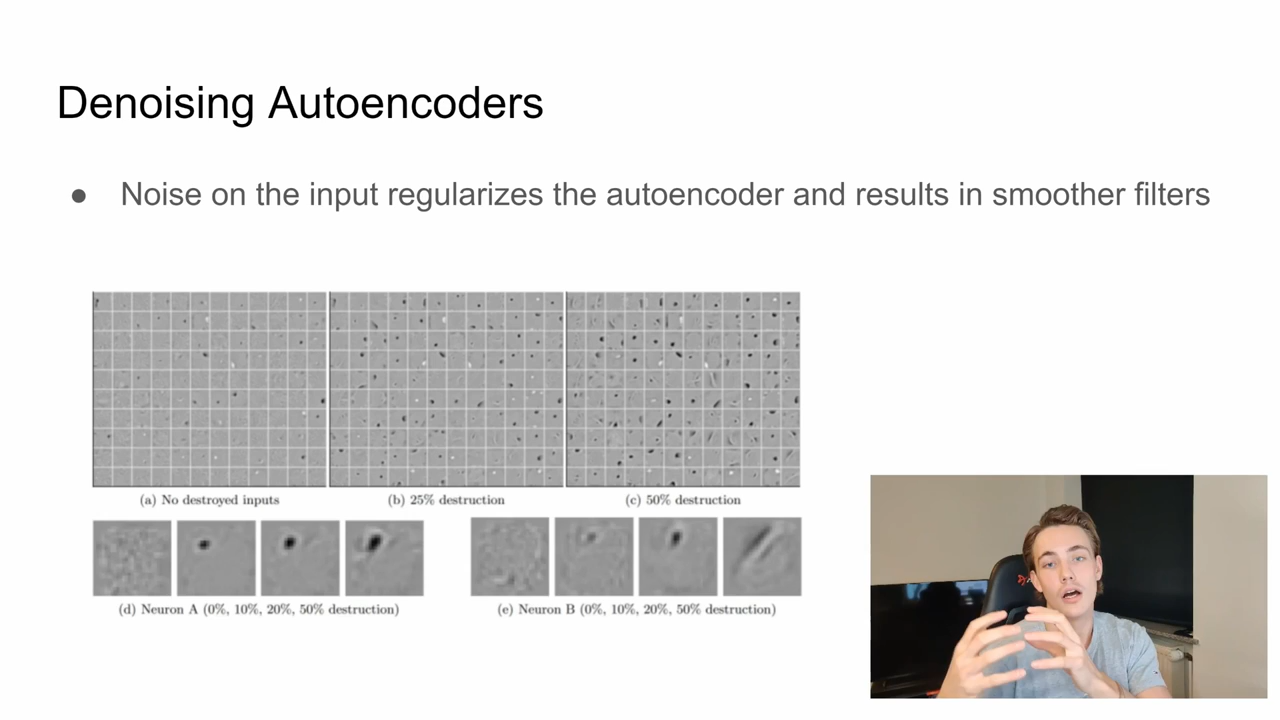 Denoising Autoencoders
● Noise on the input regularizes the autoencoder and results in smoother filters
(a) No destroyed inputs
(b) 25% destruction
(c) 50% destruction
(d) Neuron A (0%, 10%, 20%, 50% destruction)
(e) Neuron B (0%, 10%, 20%, 50% destruction)